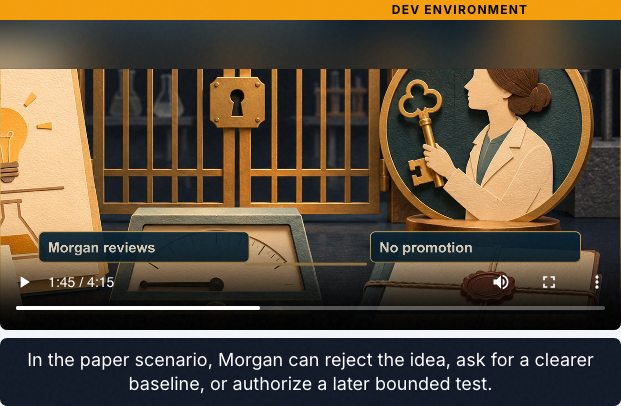 DEV ENVIRONMENT
Morgan reviews
No promotion
1:45 / 4:15
In the paper scenario, Morgan can reject the idea, ask for a clearer
baseline, or authorize a later bounded test.